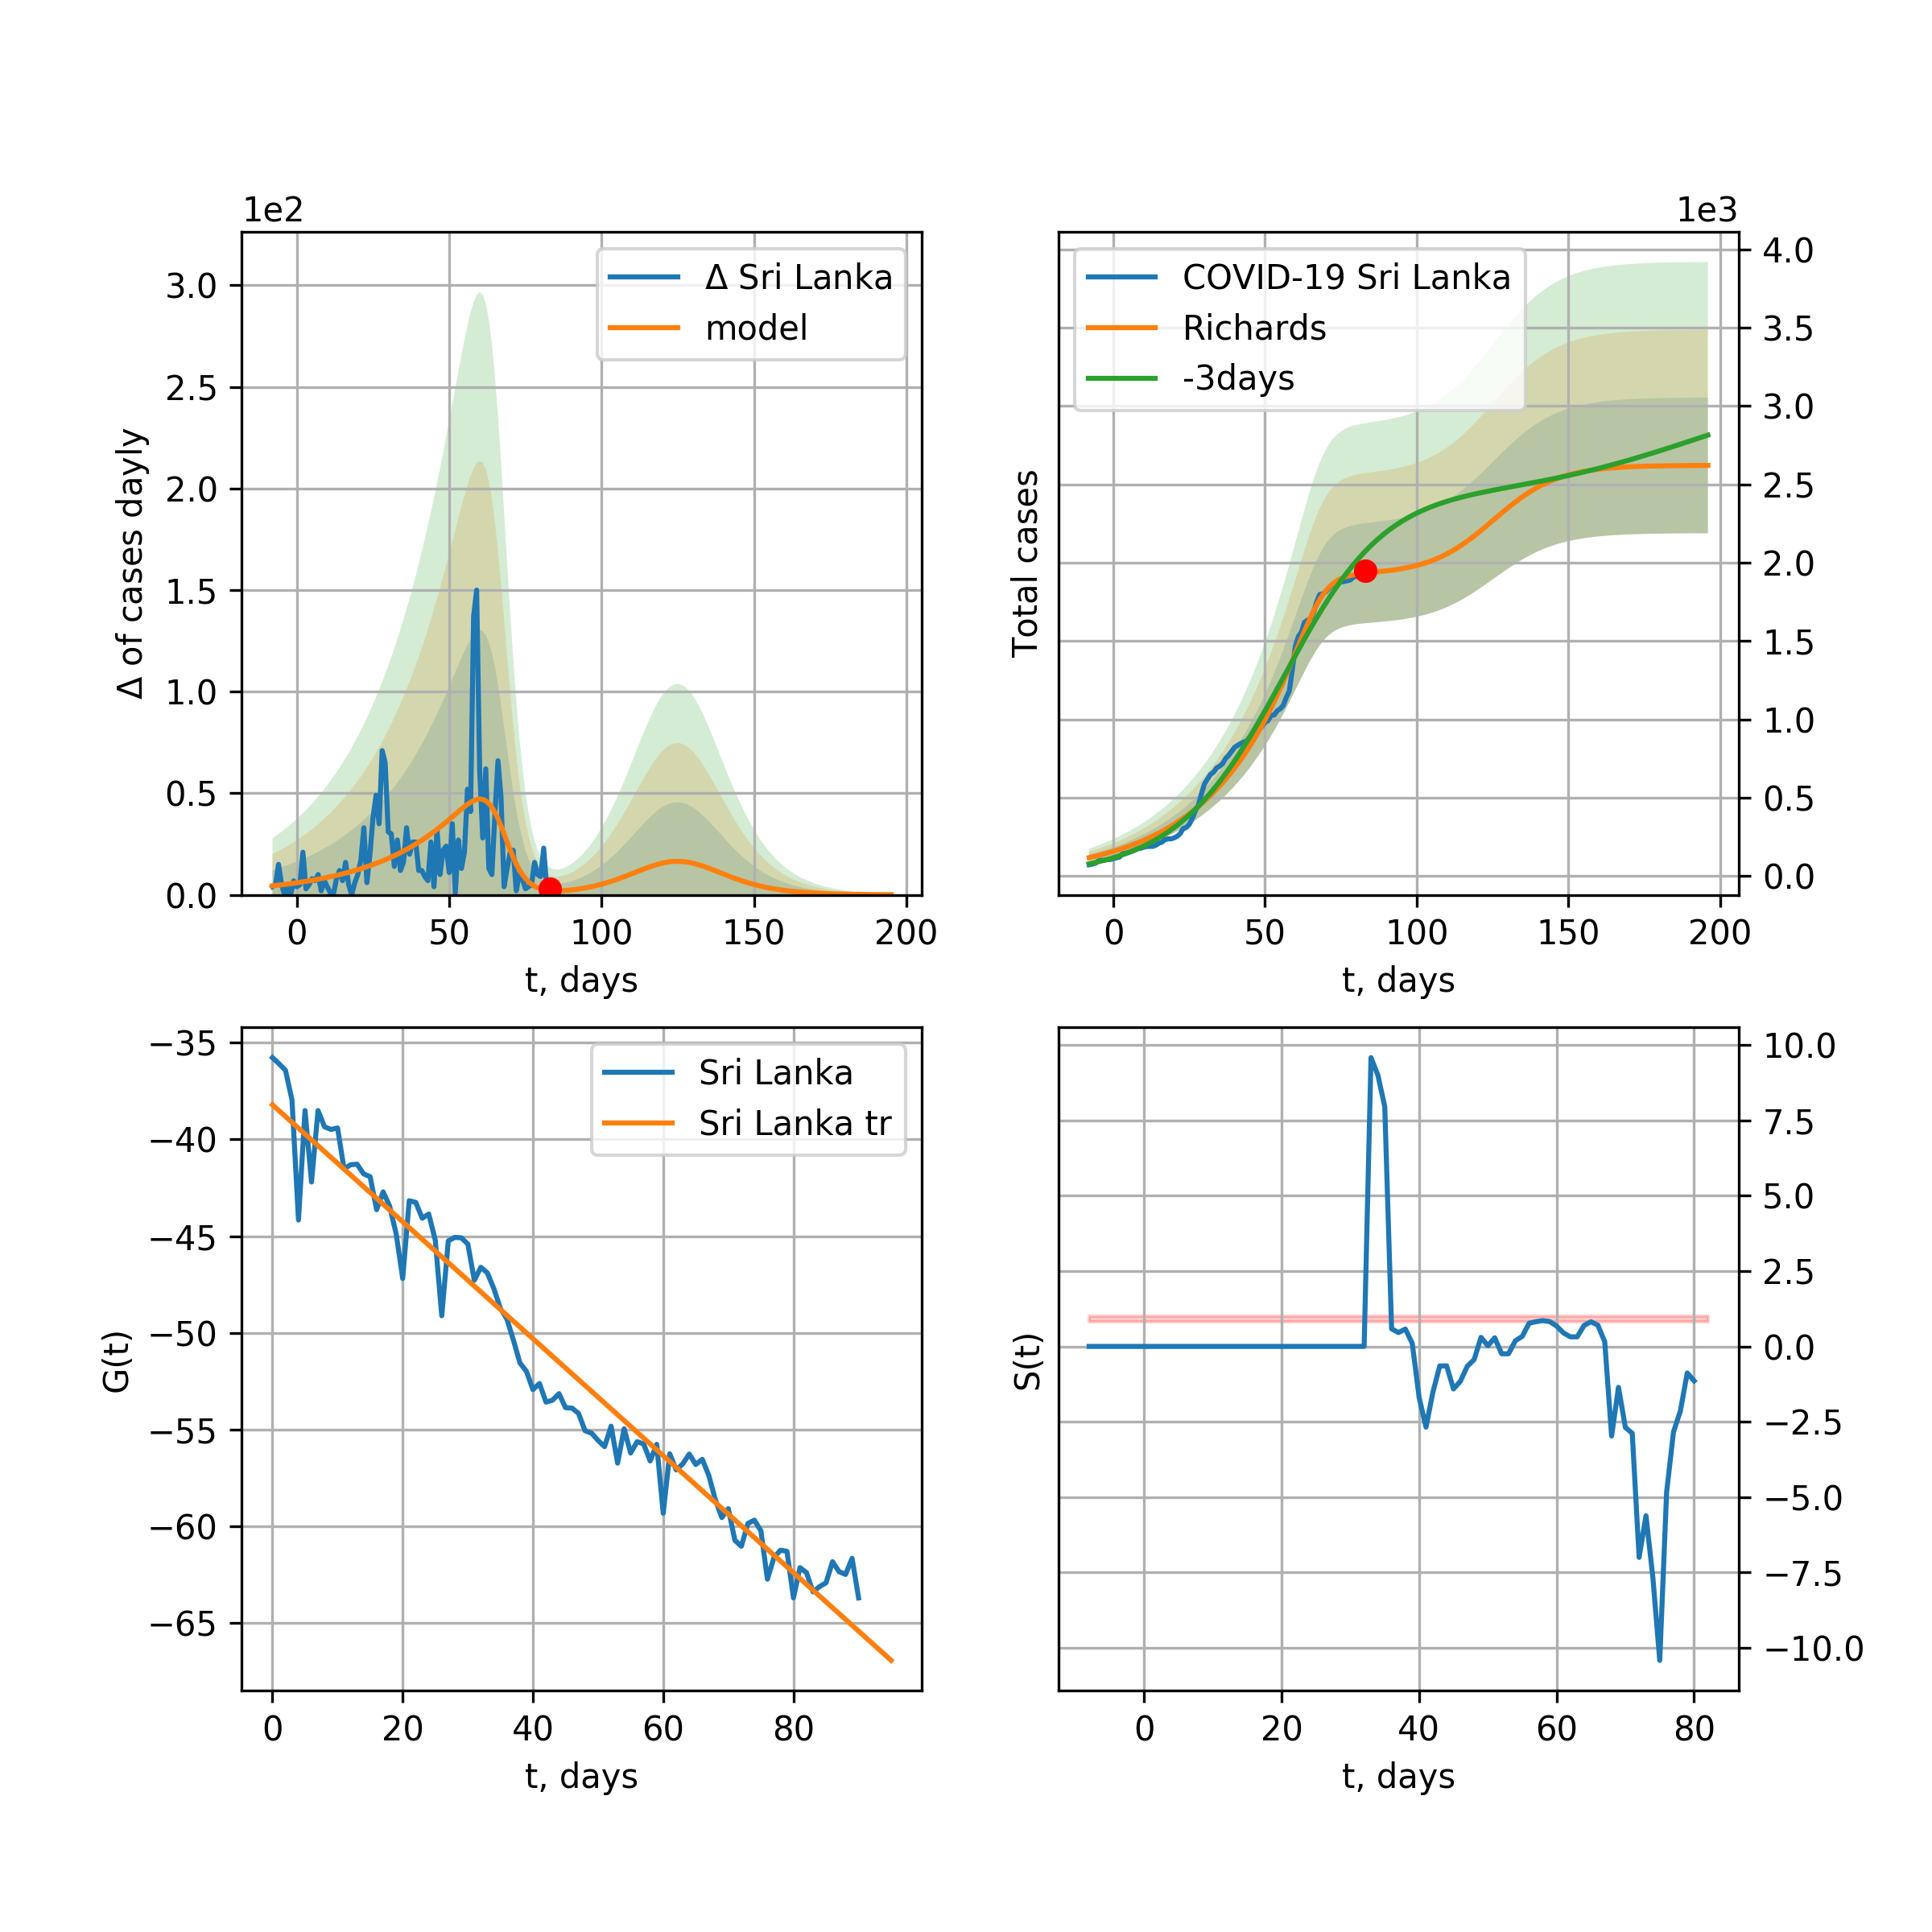 1e2
Δ of cases dayly
3.0
2.5
2.0
1.5
1.0
0.5
0.0
Δ Sri Lanka
model
0 50 100 150 200
t, days
1e3
COVID-19 Sri Lanka
Richards
-3days
Total cases
4.0
3.5
3.0
2.5
2.0
1.5
1.0
0.5
0.0
0 50 100 150 200
t, days
G(t)
−35
−40
−45
−50
−55
−60
−65
Sri Lanka
Sri Lanka tr
0 20 40 60 80
t, days
S(t)
10.0
7.5
5.0
2.5
0.0
−2.5
−5.0
−7.5
−10.0
0 20 40 60 80
t, days